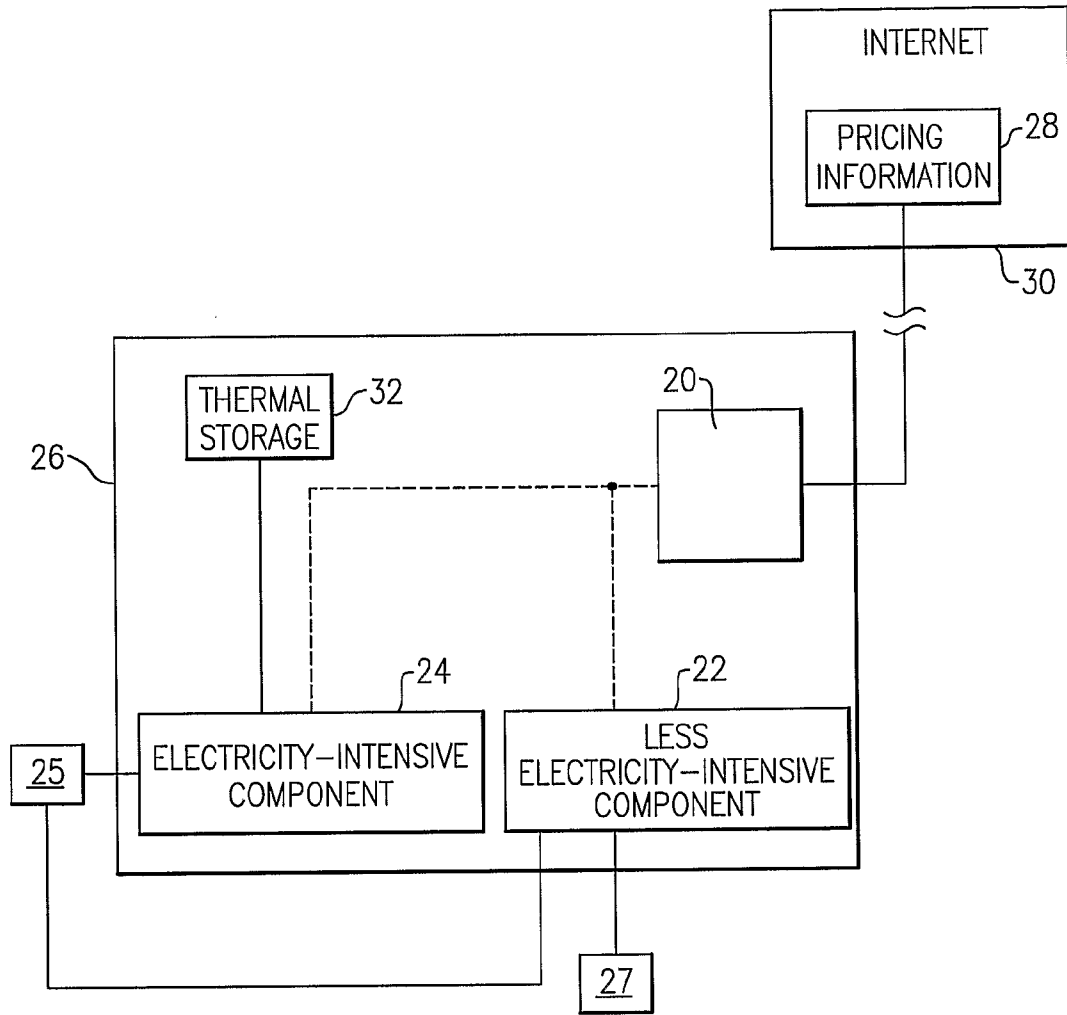 INTERNET
PRICING
INFORMATION
28
30
THERMAL
STORAGE
32
20
26
24
22
ELECTRICITY-INTENSIVE
COMPONENT
LESS
ELECTRICITY-INTENSIVE
COMPONENT
25
27